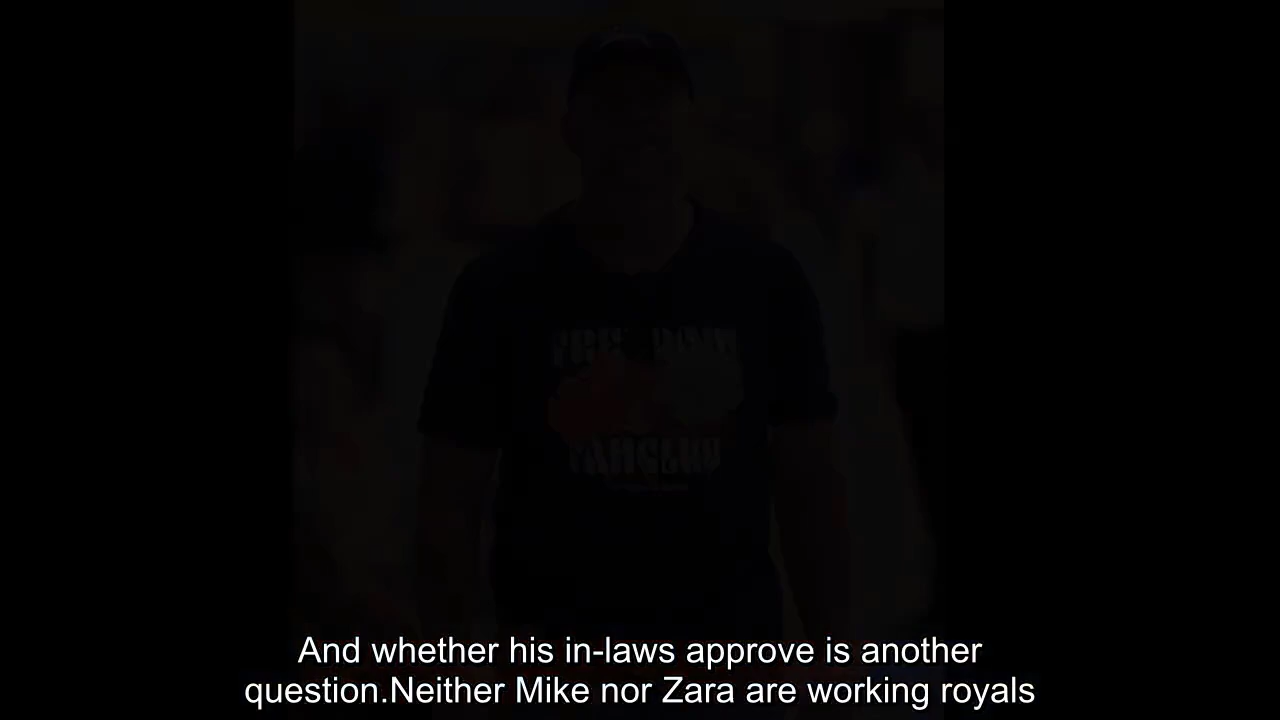 And whether his in-laws approve is another
question.Neither Mike nor Zara are working royals